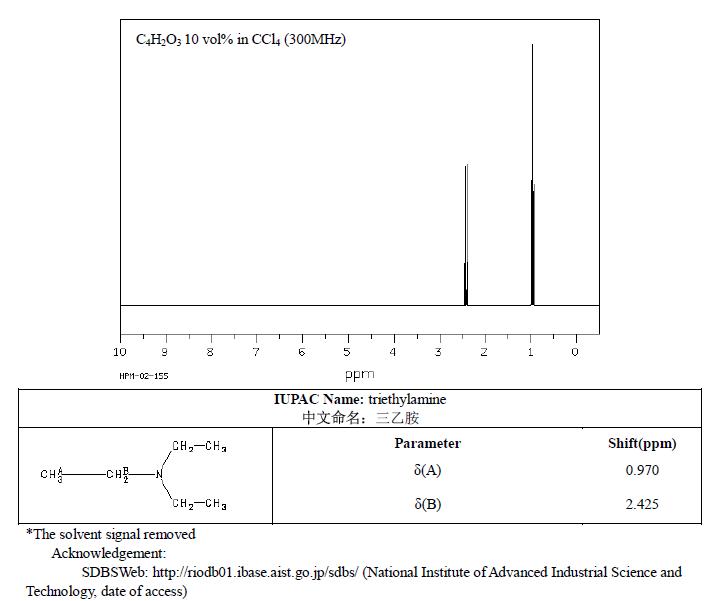 C₄H₂O₃ 10 vol% in CCl₄ (300MHz)
10 9 8 7 6 5 4 3 2 1 0
HPM-02-155
ppm
IUPAC Name: triethylamine
中文命名：三乙胺
Parameter Shift(ppm)
δ(A) 0.970
δ(B) 2.425
CH₂—CH₃
CH₃ᴬ—CH₂ᴮ—N
CH₂—CH₃
*The solvent signal removed
Acknowledgement:
SDBSWeb: http://riodb01.ibase.aist.go.jp/sdbs/ (National Institute of Advanced Industrial Science and
Technology, date of access)